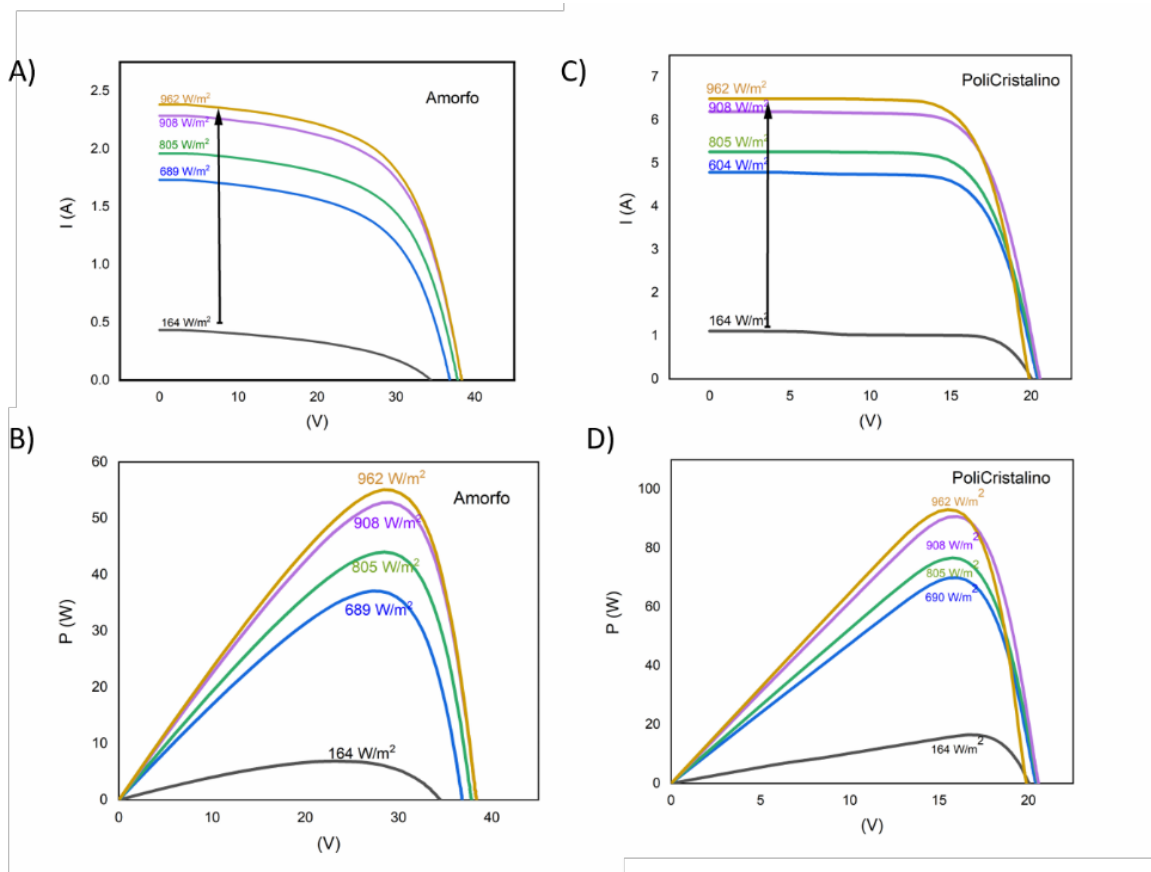 A)
Amorfo
962 W/m²
908 W/m²
805 W/m²
689 W/m²
164 W/m²
I (A)
2.5
2.0
1.5
1.0
0.5
0.0
0 10 20 30 40
(V)
C)
PoliCristalino
962 W/m²
908 W/m²
805 W/m²
604 W/m²
164 W/m²
I (A)
7
6
5
4
3
2
1
0
0 5 10 15 20
(V)
B)
Amorfo
962 W/m²
908 W/m²
805 W/m²
689 W/m²
164 W/m²
P (W)
60
50
40
30
20
10
0
0 10 20 30 40
(V)
D)
PoliCristalino
962 W/m²
908 W/m²
805 W/m²
690 W/m²
164 W/m²
P (W)
100
80
60
40
20
0
0 5 10 15 20
(V)